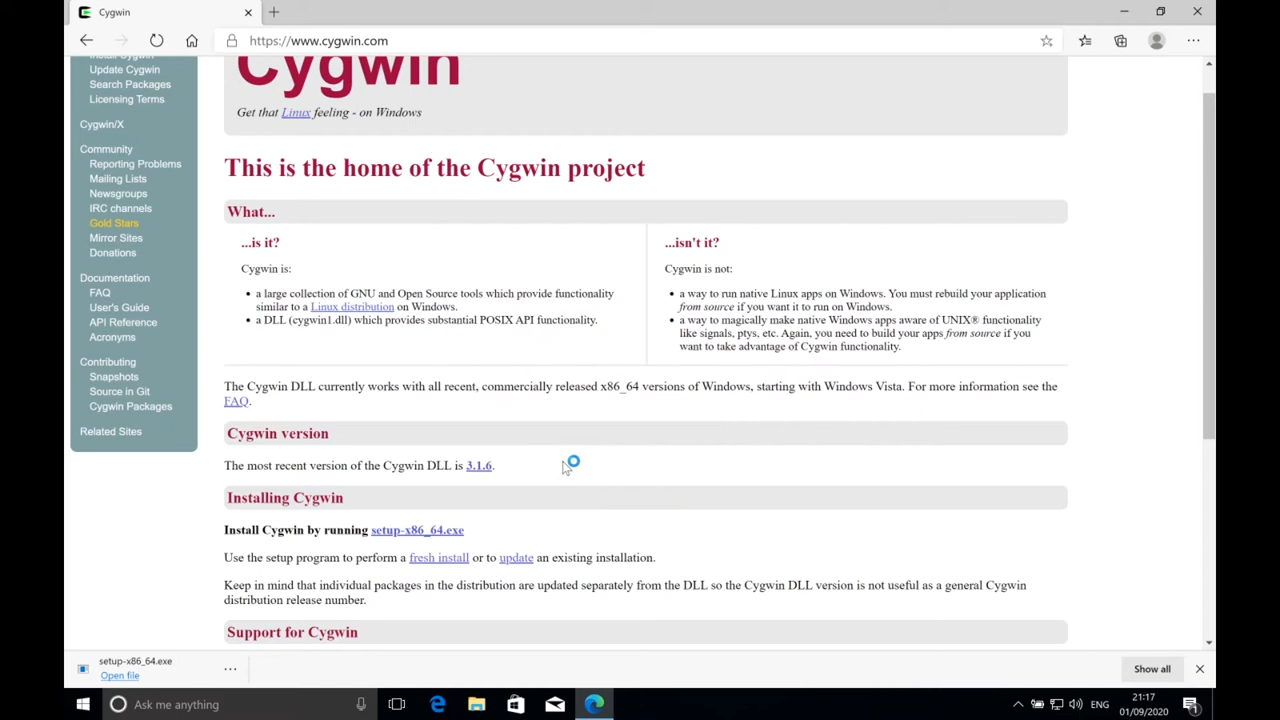 Cygwin
https://www.cygwin.com
Install Cygwin
Update Cygwin
Search Packages
Licensing Terms
Cygwin/X
Community
Reporting Problems
Mailing Lists
Newsgroups
IRC channels
Gold Stars
Mirror Sites
Donations
Documentation
FAQ
User's Guide
API Reference
Acronyms
Contributing
Snapshots
Source in Git
Cygwin Packages
Related Sites
Cygwin
Get that Linux feeling - on Windows
This is the home of the Cygwin project
What...
...is it?
Cygwin is:
• a large collection of GNU and Open Source tools which provide functionality
similar to a Linux distribution on Windows.
• a DLL (cygwin1.dll) which provides substantial POSIX API functionality.
...isn't it?
Cygwin is not:
• a way to run native Linux apps on Windows. You must rebuild your application
from source if you want it to run on Windows.
• a way to magically make native Windows apps aware of UNIX® functionality
like signals, ptys, etc. Again, you need to build your apps from source if you
want to take advantage of Cygwin functionality.
The Cygwin DLL currently works with all recent, commercially released x86_64 versions of Windows, starting with Windows Vista. For more information see the
FAQ.
Cygwin version
The most recent version of the Cygwin DLL is 3.1.6.
Installing Cygwin
Install Cygwin by running setup-x86_64.exe
Use the setup program to perform a fresh install or to update an existing installation.
Keep in mind that individual packages in the distribution are updated separately from the DLL so the Cygwin DLL version is not useful as a general Cygwin
distribution release number.
Support for Cygwin
setup-x86_64.exe
Open file
Show all
Ask me anything
ENG
21:17
01/09/2020
1